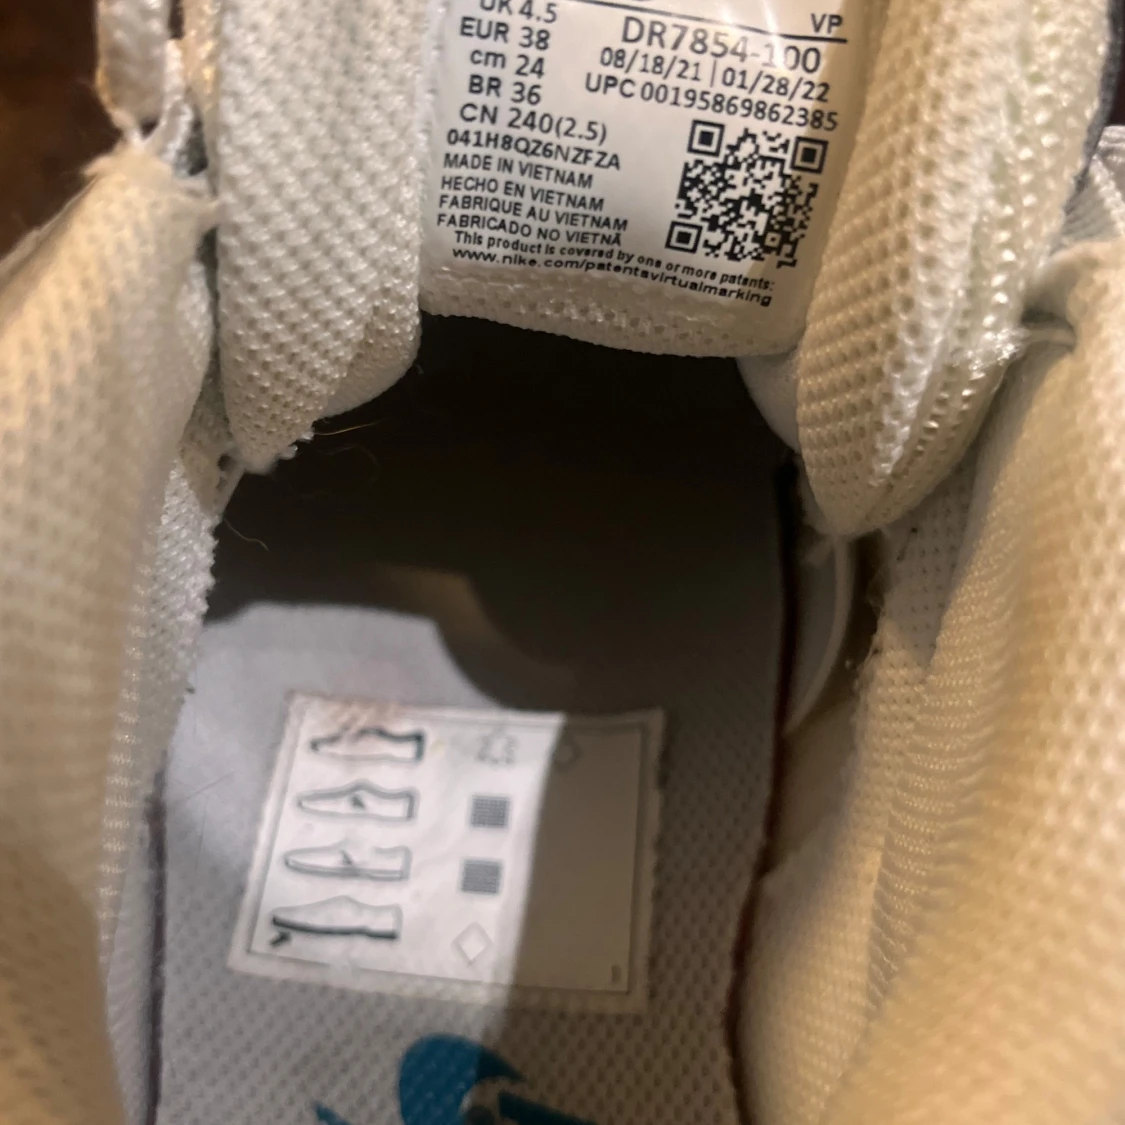 UK 4.5
EUR 38
cm 24
BR 36
CN 240(2.5)
VP
DR7854-100
08/18/21 | 01/28/22
UPC 00195869862385
041H8QZ6NZFZA
MADE IN VIETNAM
HECHO EN VIETNAM
FABRIQUE AU VIETNAM
FABRICADO NO VIETNÃ
This product is covered by one or more patents:
www.nike.com/patentavirtualmarking